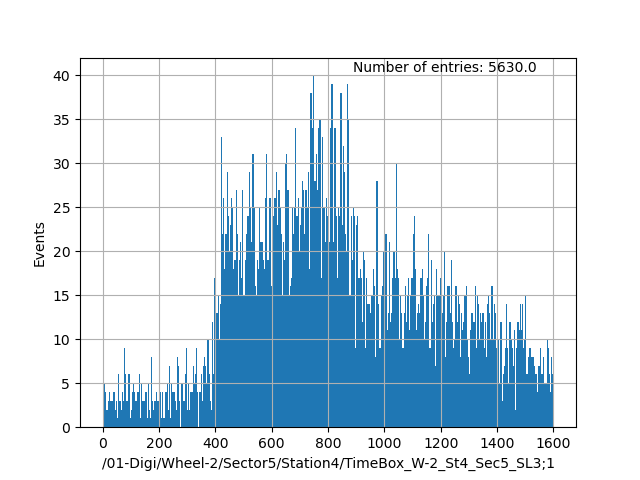 Number of entries: 5630.0
40
35
30
25
20
15
10
5
0
Events
0 200 400 600 800 1000 1200 1400 1600
/01-Digi/Wheel-2/Sector5/Station4/TimeBox_W-2_St4_Sec5_SL3;1